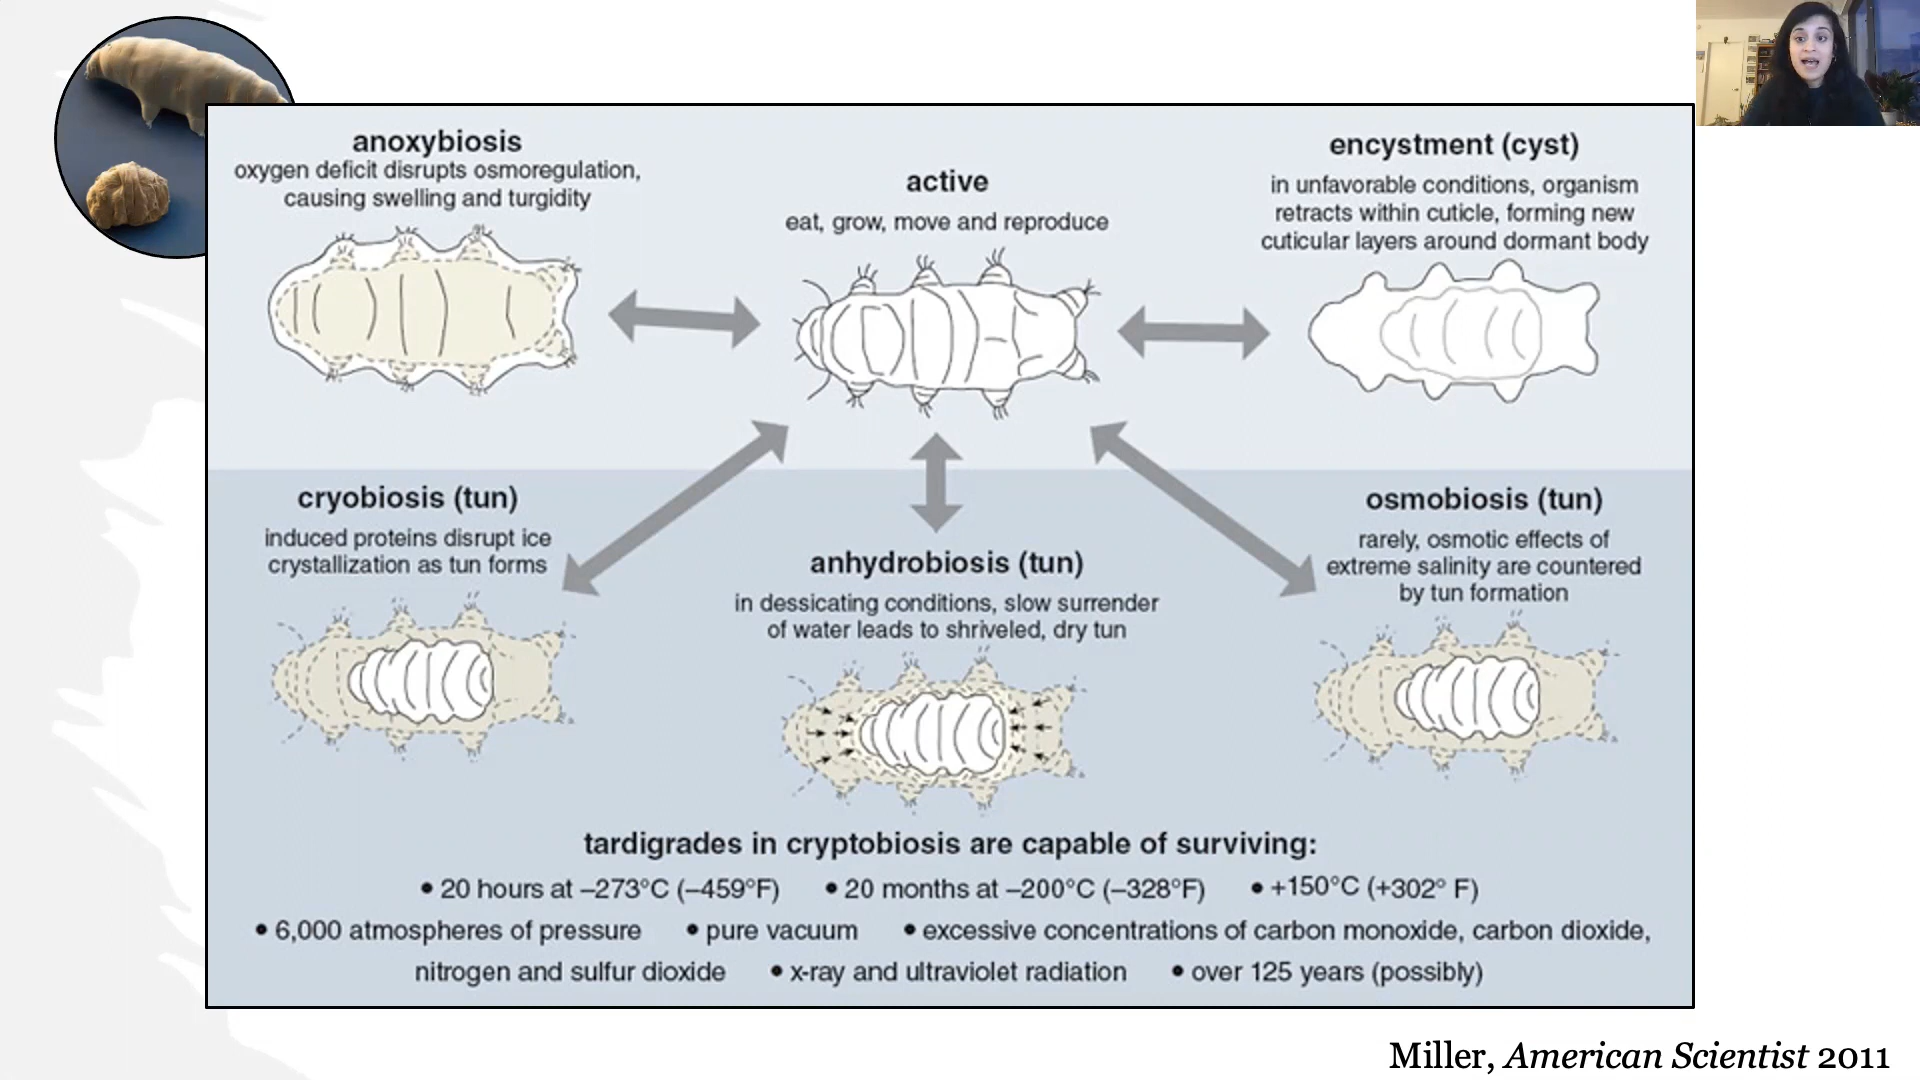 anoxybiosis
oxygen deficit disrupts osmoregulation,
causing swelling and turgidity
active
eat, grow, move and reproduce
encystment (cyst)
in unfavorable conditions, organism
retracts within cuticle, forming new
cuticular layers around dormant body
cryobiosis (tun)
induced proteins disrupt ice
crystallization as tun forms
anhydrobiosis (tun)
in dessicating conditions, slow surrender
of water leads to shriveled, dry tun
osmobiosis (tun)
rarely, osmotic effects of
extreme salinity are countered
by tun formation
tardigrades in cryptobiosis are capable of surviving:
• 20 hours at –273°C (–459°F) • 20 months at –200°C (–328°F) • +150°C (+302° F)
• 6,000 atmospheres of pressure • pure vacuum • excessive concentrations of carbon monoxide, carbon dioxide,
nitrogen and sulfur dioxide • x-ray and ultraviolet radiation • over 125 years (possibly)
Miller, American Scientist 2011